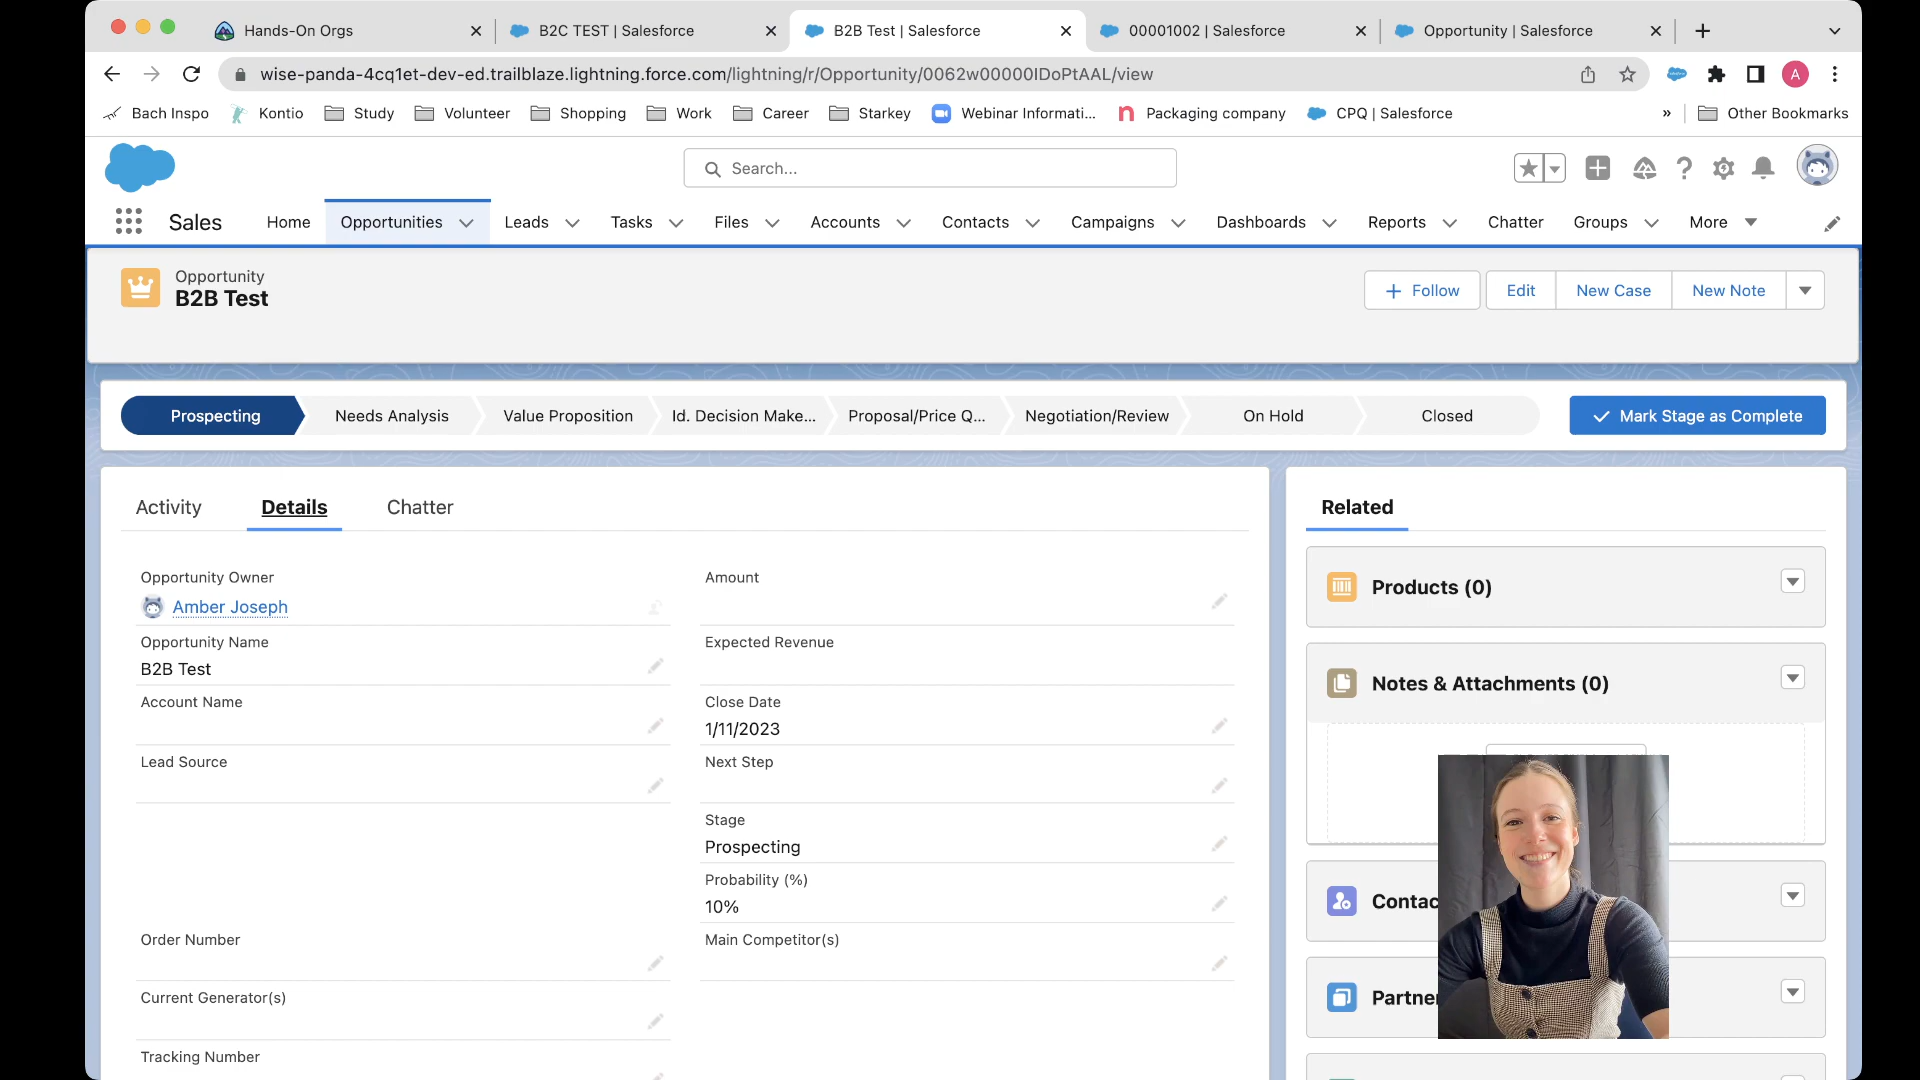 Hands-On Orgs
B2C TEST | Salesforce
B2B Test | Salesforce
00001002 | Salesforce
Opportunity | Salesforce
wise-panda-4cq1et-dev-ed.trailblaze.lightning.force.com/lightning/r/Opportunity/0062w00000IDoPtAAL/view
A
Bach Inspo
Kontio
Study
Volunteer
Shopping
Work
Career
Starkey
Webinar Informati...
Packaging company
CPQ | Salesforce
»
Other Bookmarks
Search...
Sales
Home
Opportunities
Leads
Tasks
Files
Accounts
Contacts
Campaigns
Dashboards
Reports
Chatter
Groups
More
Opportunity
B2B Test
Follow
Edit
New Case
New Note
Prospecting
Needs Analysis
Value Proposition
Id. Decision Make...
Proposal/Price Q...
Negotiation/Review
On Hold
Closed
Mark Stage as Complete
Activity
Details
Chatter
Related
Opportunity Owner
Amber Joseph
Amount
Opportunity Name
B2B Test
Expected Revenue
Account Name
Close Date
1/11/2023
Lead Source
Next Step
Stage
Prospecting
Probability (%)
10%
Order Number
Main Competitor(s)
Current Generator(s)
Tracking Number
Products (0)
Notes & Attachments (0)
Contac
Partne